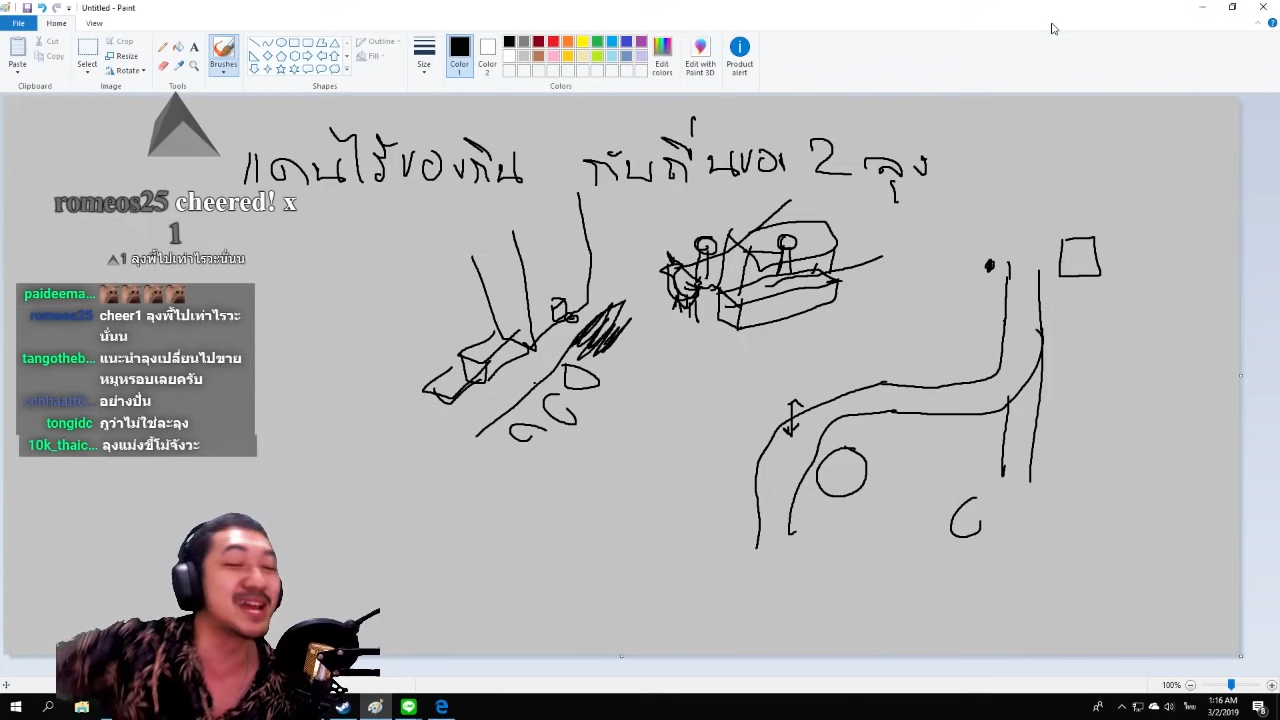 Untitled - Paint
File Home View
Paste Cut Copy Clipboard
Select Crop Resize Rotate Image
Tools
Brushes
Outline Fill Shapes
Size
Color 1 Color 2
Edit colors
Edit with Paint 3D
Product alert
Colors
แดนไร้ของกิน กับถิ่นของ 2 ลุง
romeos25 cheered! x
1
1 ลุงพี้ไปเท่าไรวะนั่นน
paideema...
romeos25 cheer1 ลุงพี้ไปเท่าไรวะ
นั่นน
tangotheb... แนะนำลุงเปลี่ยนไปขาย
หมูหรอบเลยครับ
อย่างปั่น
tongidc กูว่าไม่ใช่ละลุง
10k_thaic... ลุงแม่งขี้โม้จังวะ
100%
1:16 AM
3/2/2019